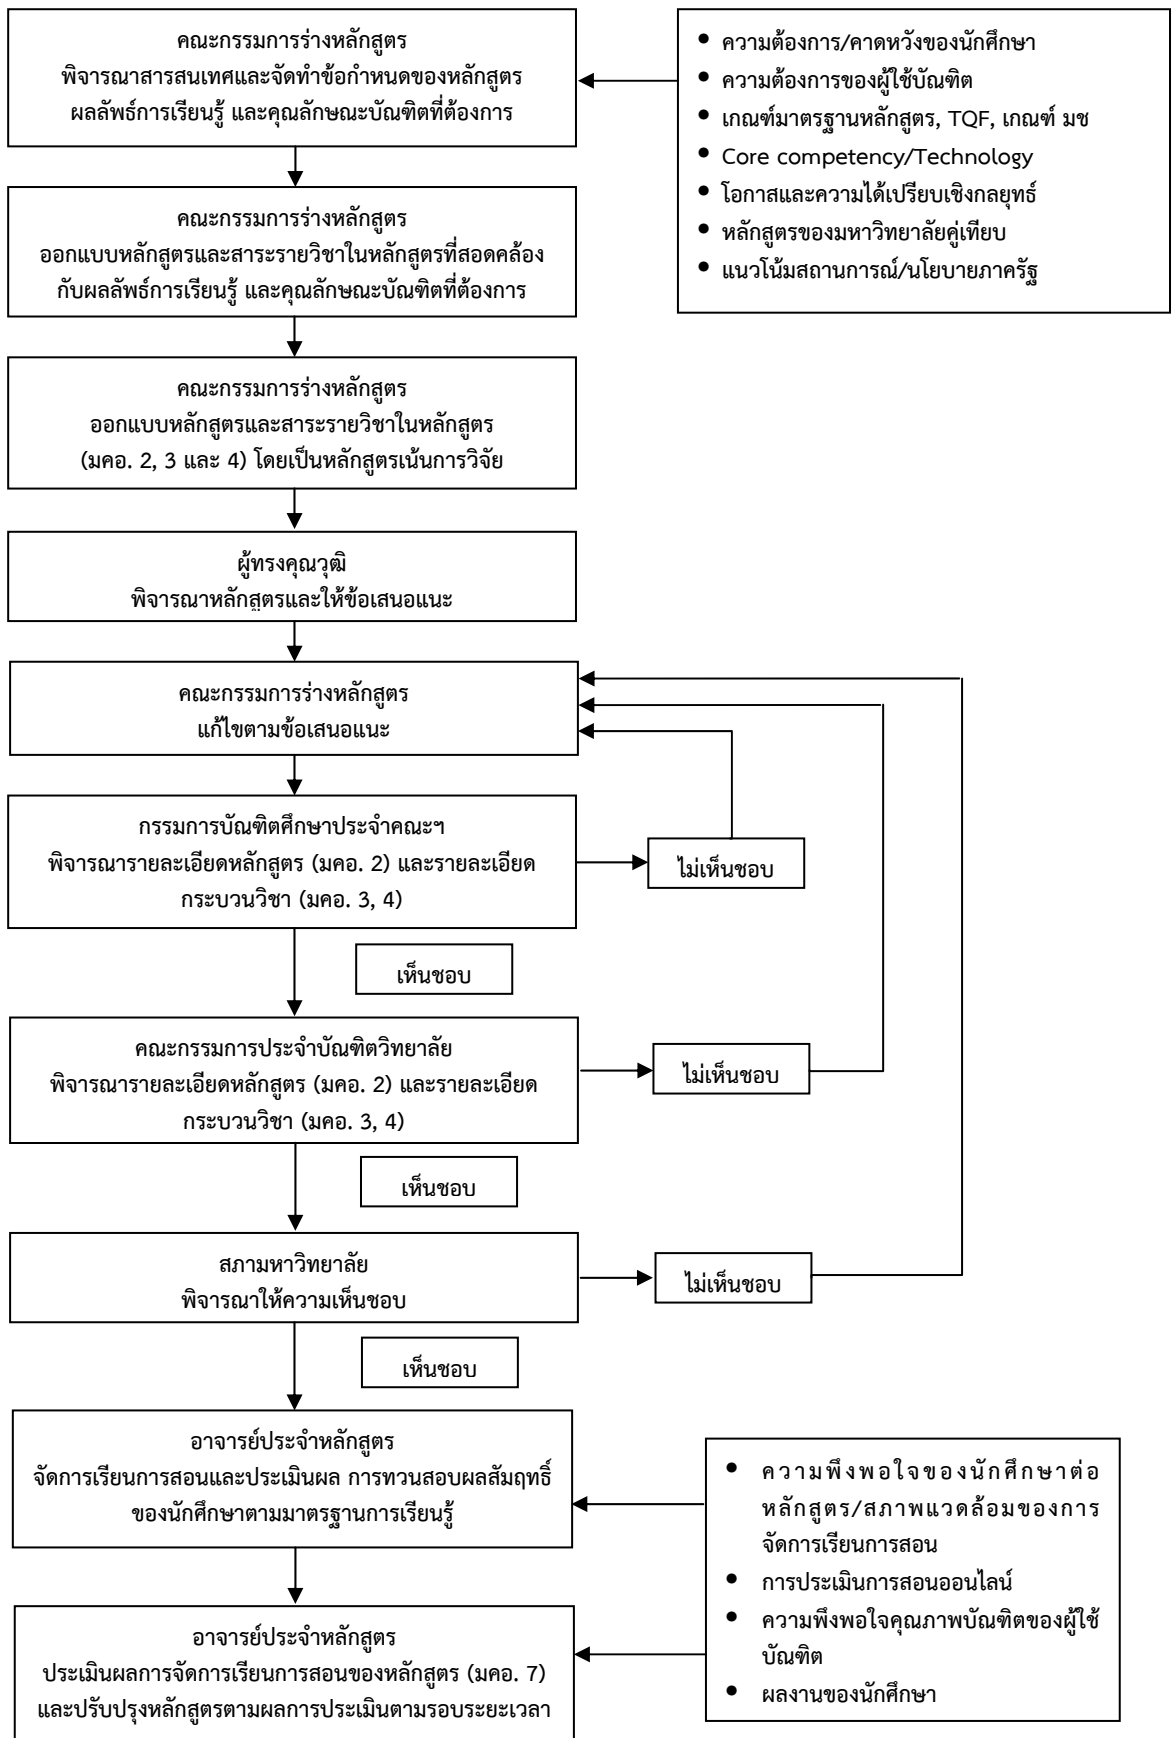 คณะกรรมการร่างหลักสูตร
พิจารณาสารสนเทศและจัดทำข้อกำหนดของหลักสูตร
ผลลัพธ์การเรียนรู้ และคุณลักษณะบัณฑิตที่ต้องการ
• ความต้องการ/คาดหวังของนักศึกษา
• ความต้องการของผู้ใช้บัณฑิต
• เกณฑ์มาตรฐานหลักสูตร, TQF, เกณฑ์ มช
• Core competency/Technology
• โอกาสและความได้เปรียบเชิงกลยุทธ์
• หลักสูตรของมหาวิทยาลัยคู่เทียบ
• แนวโน้มสถานการณ์/นโยบายภาครัฐ
คณะกรรมการร่างหลักสูตร
ออกแบบหลักสูตรและสาระรายวิชาในหลักสูตรที่สอดคล้อง
กับผลลัพธ์การเรียนรู้ และคุณลักษณะบัณฑิตที่ต้องการ
คณะกรรมการร่างหลักสูตร
ออกแบบหลักสูตรและสาระรายวิชาในหลักสูตร
(มคอ. 2, 3 และ 4) โดยเป็นหลักสูตรเน้นการวิจัย
ผู้ทรงคุณวุฒิ
พิจารณาหลักสูตรและให้ข้อเสนอแนะ
คณะกรรมการร่างหลักสูตร
แก้ไขตามข้อเสนอแนะ
กรรมการบัณฑิตศึกษาประจำคณะฯ
พิจารณารายละเอียดหลักสูตร (มคอ. 2) และรายละเอียด
กระบวนวิชา (มคอ. 3, 4)
ไม่เห็นชอบ
เห็นชอบ
คณะกรรมการประจำบัณฑิตวิทยาลัย
พิจารณารายละเอียดหลักสูตร (มคอ. 2) และรายละเอียด
กระบวนวิชา (มคอ. 3, 4)
ไม่เห็นชอบ
เห็นชอบ
สภามหาวิทยาลัย
พิจารณาให้ความเห็นชอบ
ไม่เห็นชอบ
เห็นชอบ
อาจารย์ประจำหลักสูตร
จัดการเรียนการสอนและประเมินผล การทวนสอบผลสัมฤทธิ์
ของนักศึกษาตามมาตรฐานการเรียนรู้
• ความพึงพอใจของนักศึกษาต่อ
หลักสูตร/สภาพแวดล้อมของการ
จัดการเรียนการสอน
• การประเมินการสอนออนไลน์
• ความพึงพอใจคุณภาพบัณฑิตของผู้ใช้
บัณฑิต
• ผลงานของนักศึกษา
อาจารย์ประจำหลักสูตร
ประเมินผลการจัดการเรียนการสอนของหลักสูตร (มคอ. 7)
และปรับปรุงหลักสูตรตามผลการประเมินตามรอบระยะเวลา